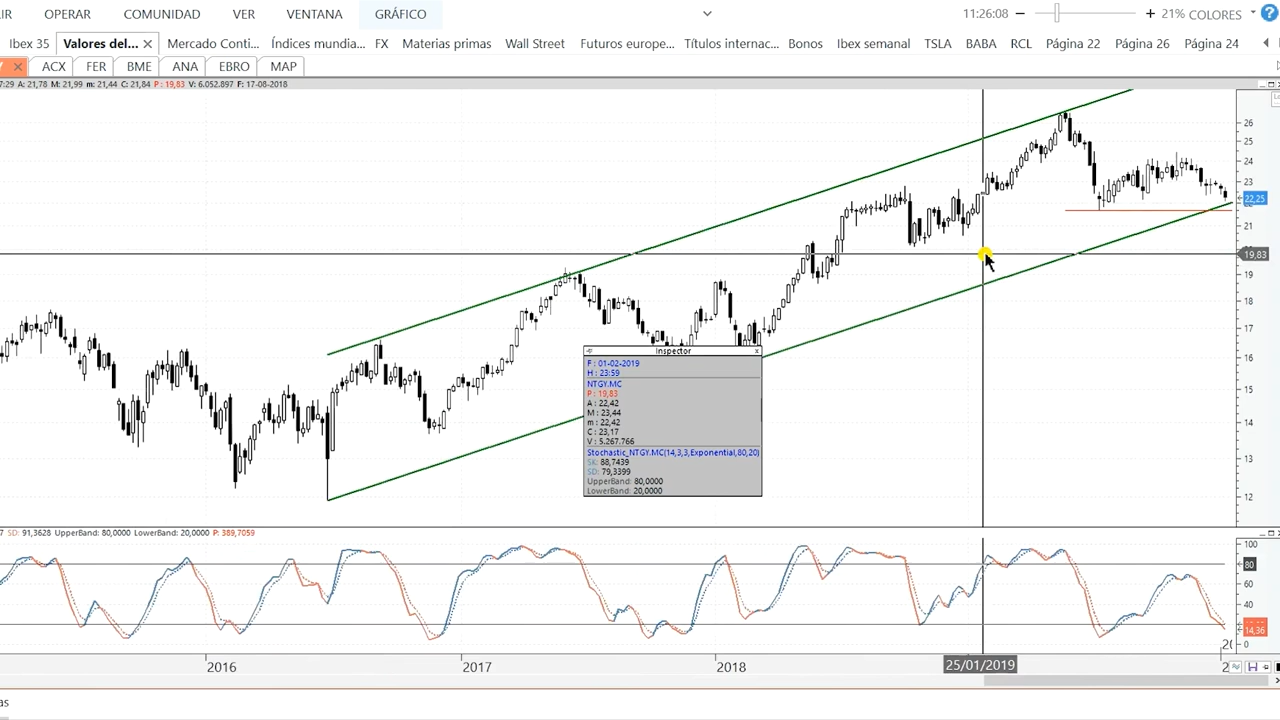 IR OPERAR COMUNIDAD VER VENTANA GRÁFICO 11:26:08 21% COLORES
Ibex 35 Valores del... Mercado Conti... Índices mundia... FX Materias primas Wall Street Futuros europe... Títulos internac... Bonos Ibex semanal TSLA BABA RCL Página 22 Página 26 Página 24
ACX FER BME ANA EBRO MAP
7:29 A: 21,78 M: 21,99 m: 21,44 C: 21,84 P: 19,83 V: 6.052.897 F: 17-08-2018
26
25
24
23
22,25
21
19,83
19
18
17
16
15
14
13
12
Inspector x
F : 01-02-2019
H : 23:59
NTGY.MC
P : 19,83
A : 22,42
M : 23,44
m : 22,42
C : 23,17
V : 5.267.766
Stochastic_NTGY.MC(14,3,3,Exponential,80,20)
SK: 88,7439
SD: 79,3399
UpperBand: 80,0000
LowerBand: 20,0000
7 SD: 91,3628 UpperBand: 80,0000 LowerBand: 20,0000 P: 389,7059
100
80
60
40
14,36
0
2016 2017 2018 25/01/2019
as